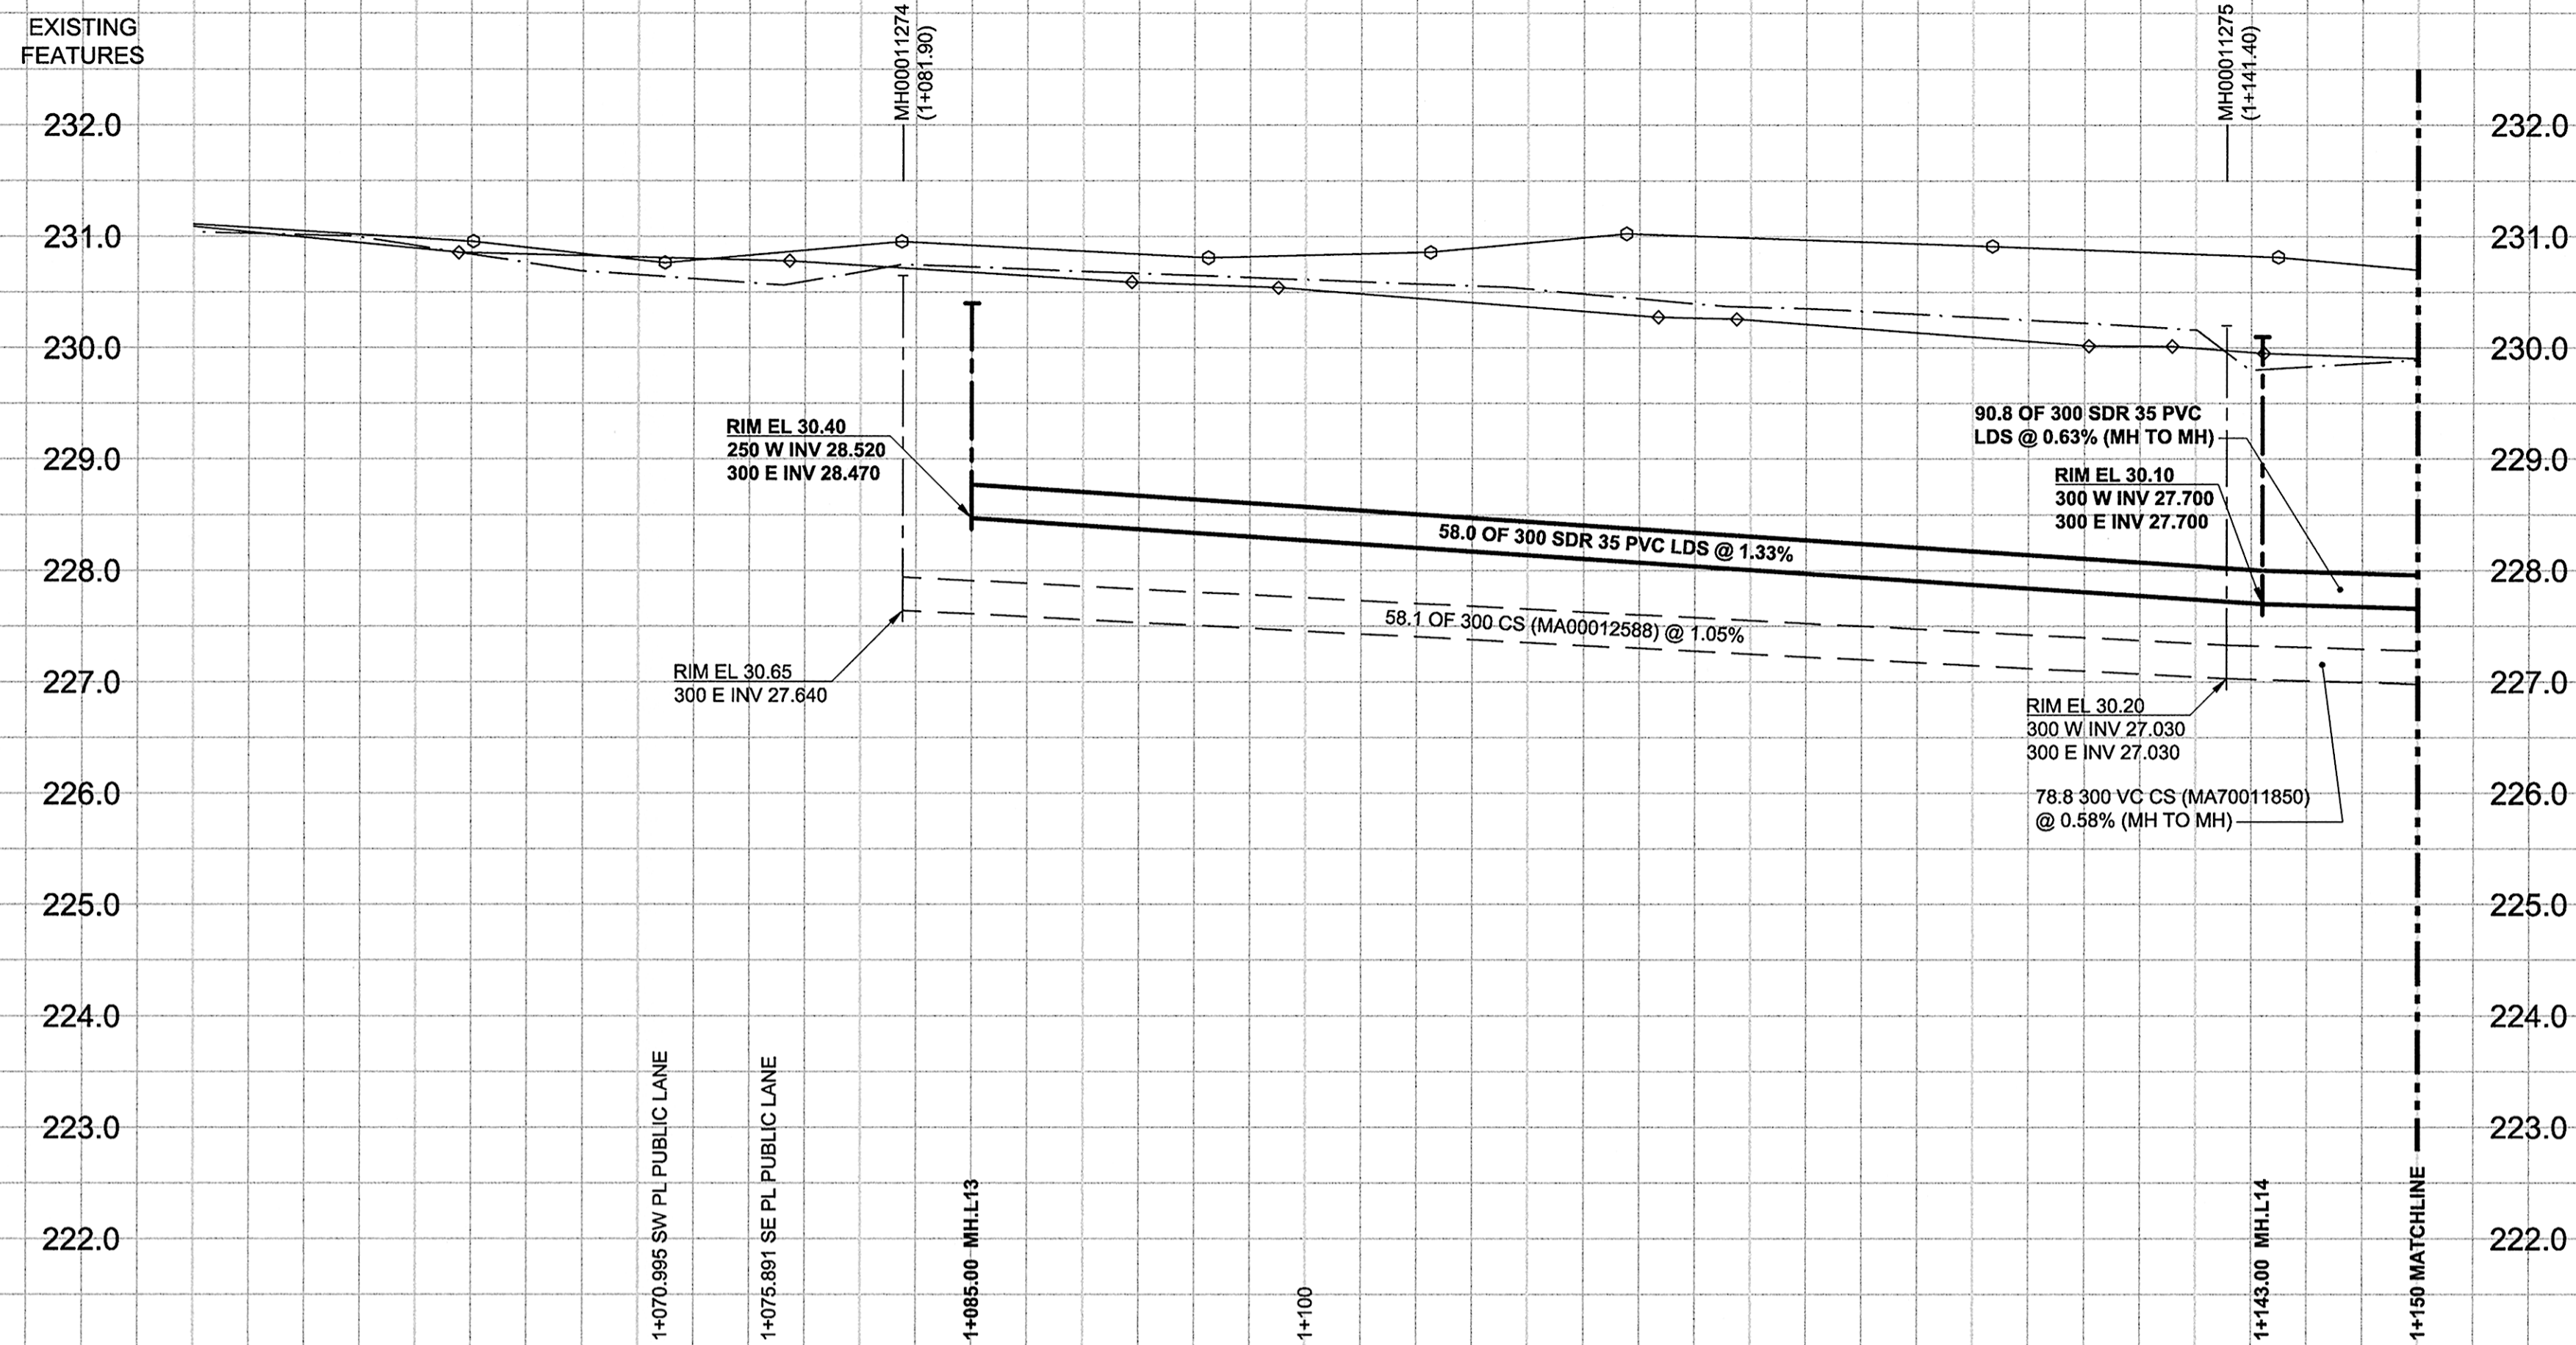 EXISTING
FEATURES
MH00011274
(1+081.90)
MH00011275
(1+141.40)
232.0
232.0
231.0
231.0
230.0
230.0
229.0
229.0
228.0
228.0
227.0
227.0
226.0
226.0
225.0
225.0
224.0
224.0
223.0
223.0
222.0
222.0
RIM EL 30.40
250 W INV 28.520
300 E INV 28.470
90.8 OF 300 SDR 35 PVC
LDS @ 0.63% (MH TO MH)
RIM EL 30.10
300 W INV 27.700
300 E INV 27.700
58.0 OF 300 SDR 35 PVC LDS @ 1.33%
58.1 OF 300 CS (MA00012588) @ 1.05%
RIM EL 30.65
300 E INV 27.640
RIM EL 30.20
300 W INV 27.030
300 E INV 27.030
78.8 300 VC CS (MA70011850)
@ 0.58% (MH TO MH)
1+070.995 SW PL PUBLIC LANE
1+075.891 SE PL PUBLIC LANE
1+085.00 MH.L13
1+100
1+143.00 MH.L14
1+150 MATCHLINE